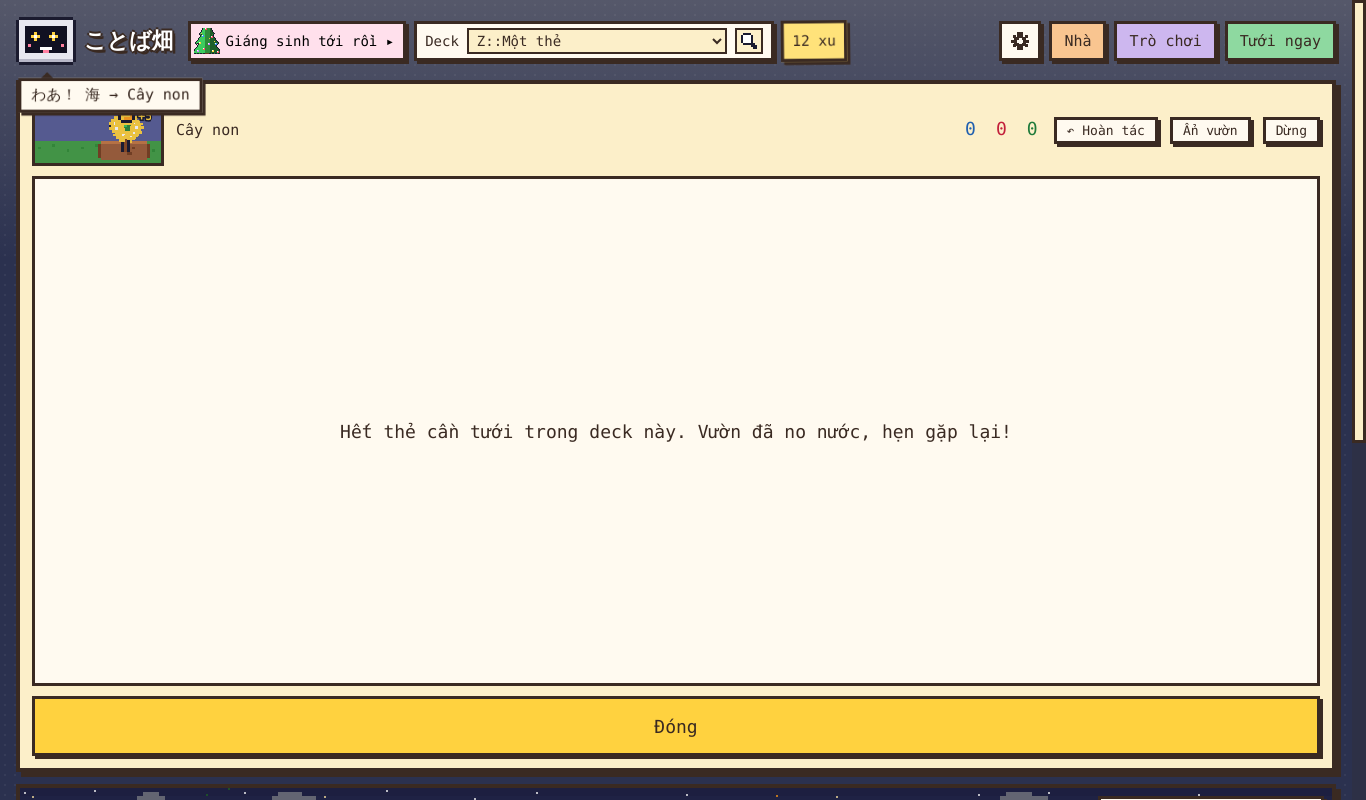 ことば畑
Giáng sinh tới rồi ▸
Deck
Z::Một thẻ
12 xu
Nhà
Trò chơi
Tưới ngay
わあ！ 海 → Cây non
Cây non
0 0 0
↶ Hoàn tác
Ẩn vườn
Dừng
Hết thẻ cần tưới trong deck này. Vườn đã no nước, hẹn gặp lại!
Đóng